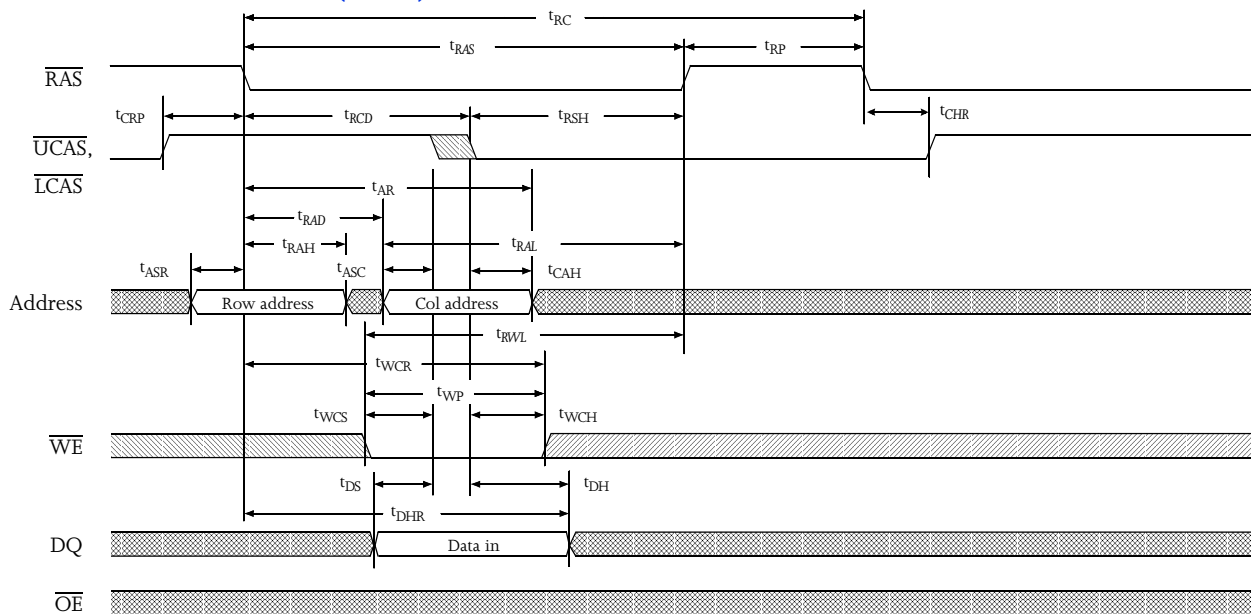 tRC
tRAS tRP
RAS
tCRP tRCD tRSH tCHR
UCAS,
LCAS
tAR
tRAD
tRAH tRAL
tASR tASC tCAH
Address Row address Col address
tRWL
tWCR
tWP
tWCS tWCH
WE
tDS tDH
tDHR
DQ Data in
OE